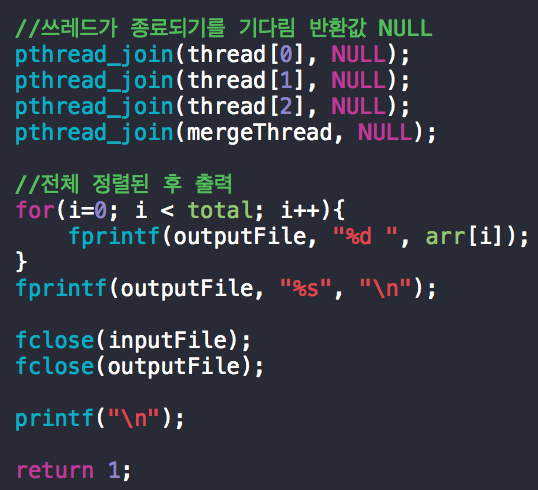 //쓰레드가 종료되기를 기다림 반환값 NULL
pthread_join(thread[0], NULL);
pthread_join(thread[1], NULL);
pthread_join(thread[2], NULL);
pthread_join(mergeThread, NULL);

//전체 정렬된 후 출력
for(i=0; i < total; i++){
    fprintf(outputFile, "%d ", arr[i]);
}
fprintf(outputFile, "%s", "\n");

fclose(inputFile);
fclose(outputFile);

printf("\n");

return 1;